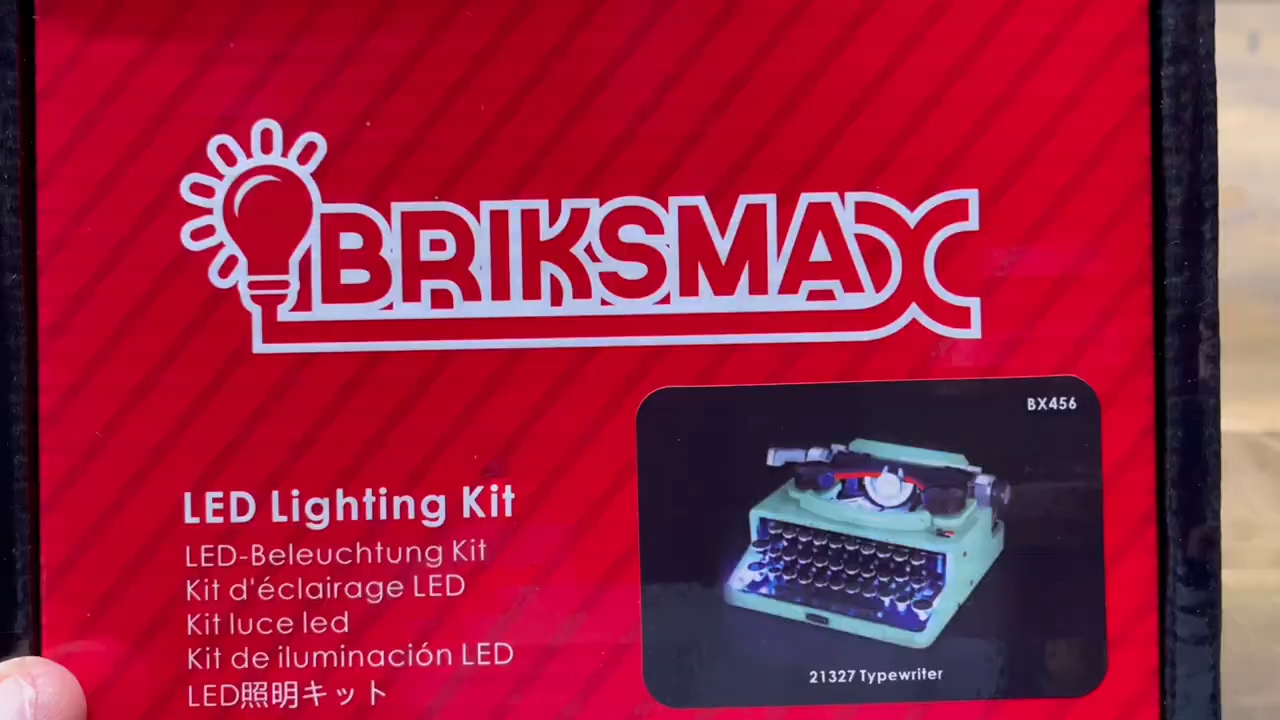 BRIKSMAX
BX456
LED Lighting Kit
LED-Beleuchtung Kit
Kit d'éclairage LED
Kit luce led
Kit de iluminación LED
LED照明キット
21327 Typewriter